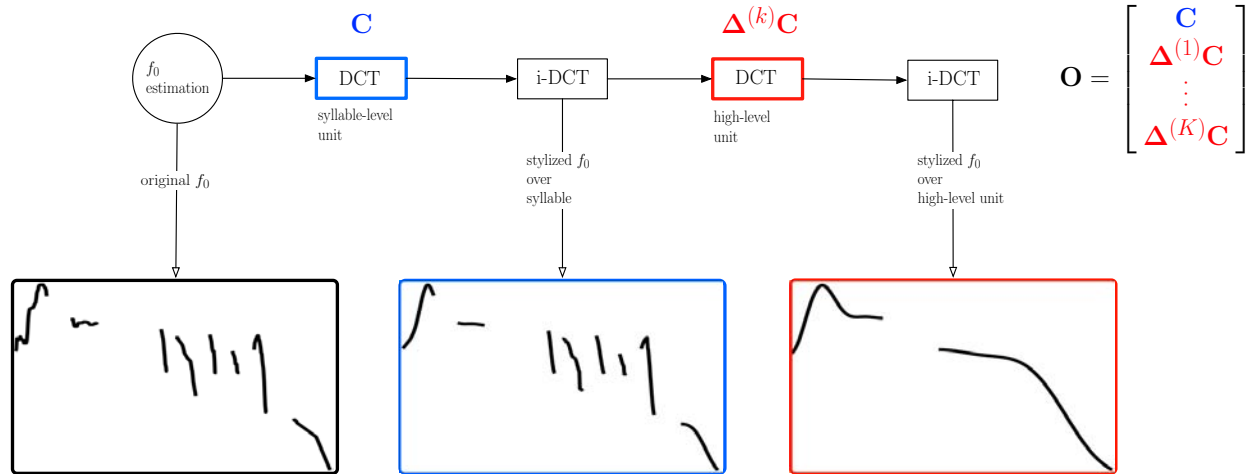 C
Δ^(k)C
f₀
estimation
DCT
i-DCT
DCT
i-DCT
syllable-level
unit
high-level
unit
original f₀
stylized f₀
over
syllable
stylized f₀
over
high-level unit
O =
C
Δ^(1)C
⋮
Δ^(K)C